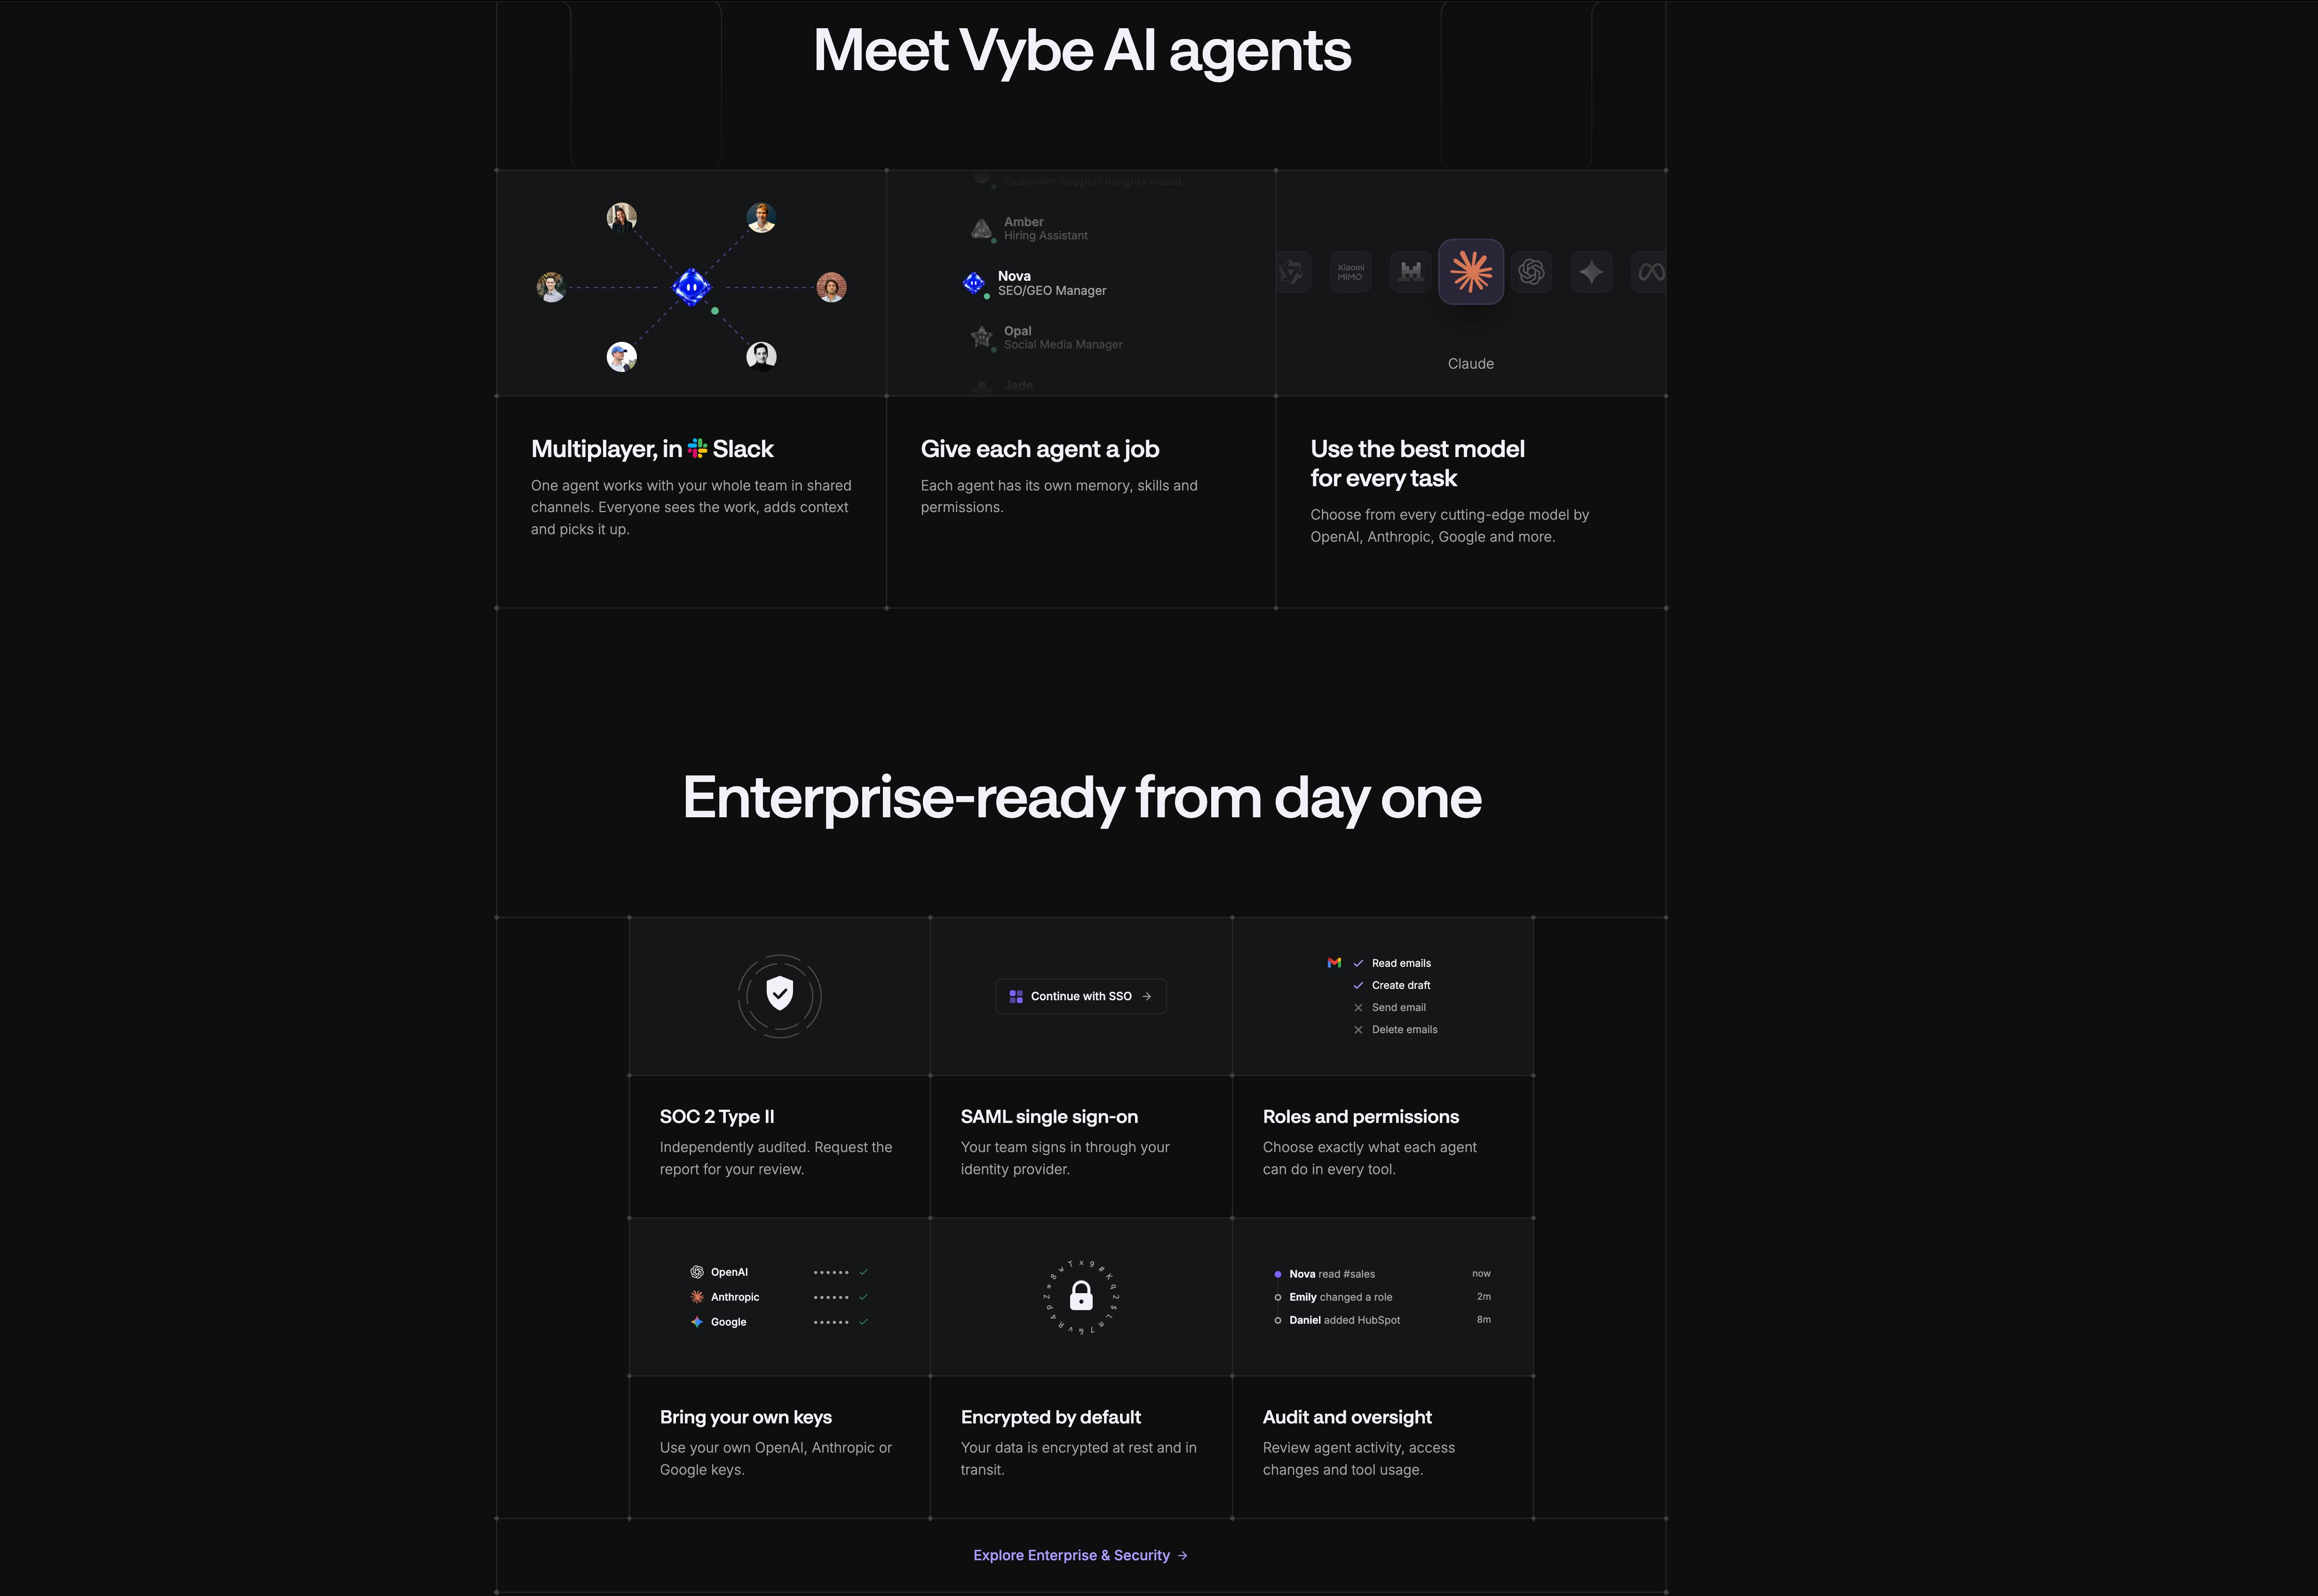 Meet Vybe AI agents
Customer Support Insights Assist...
Amber
Hiring Assistant
Nova
SEO/GEO Manager
Opal
Social Media Manager
Jade
Xiaomi
MiMO
Claude
Multiplayer, in Slack
One agent works with your whole team in shared
channels. Everyone sees the work, adds context
and picks it up.
Give each agent a job
Each agent has its own memory, skills and
permissions.
Use the best model
for every task
Choose from every cutting-edge model by
OpenAI, Anthropic, Google and more.
Enterprise-ready from day one
Continue with SSO
Read emails
Create draft
Send email
Delete emails
SOC 2 Type II
Independently audited. Request the
report for your review.
SAML single sign-on
Your team signs in through your
identity provider.
Roles and permissions
Choose exactly what each agent
can do in every tool.
OpenAI
Anthropic
Google
Nova read #sales now
Emily changed a role 2m
Daniel added HubSpot 8m
Bring your own keys
Use your own OpenAI, Anthropic or
Google keys.
Encrypted by default
Your data is encrypted at rest and in
transit.
Audit and oversight
Review agent activity, access
changes and tool usage.
Explore Enterprise & Security